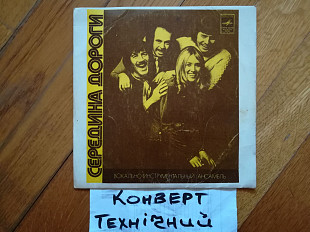 СЕРЕДИНА ДОРОГИ
ВОКАЛЬНО-ИНСТРУМЕНТАЛЬНЫЙ АНСАМБЛЬ
КОНВЕРТ
ТЕХНІЧНИЙ